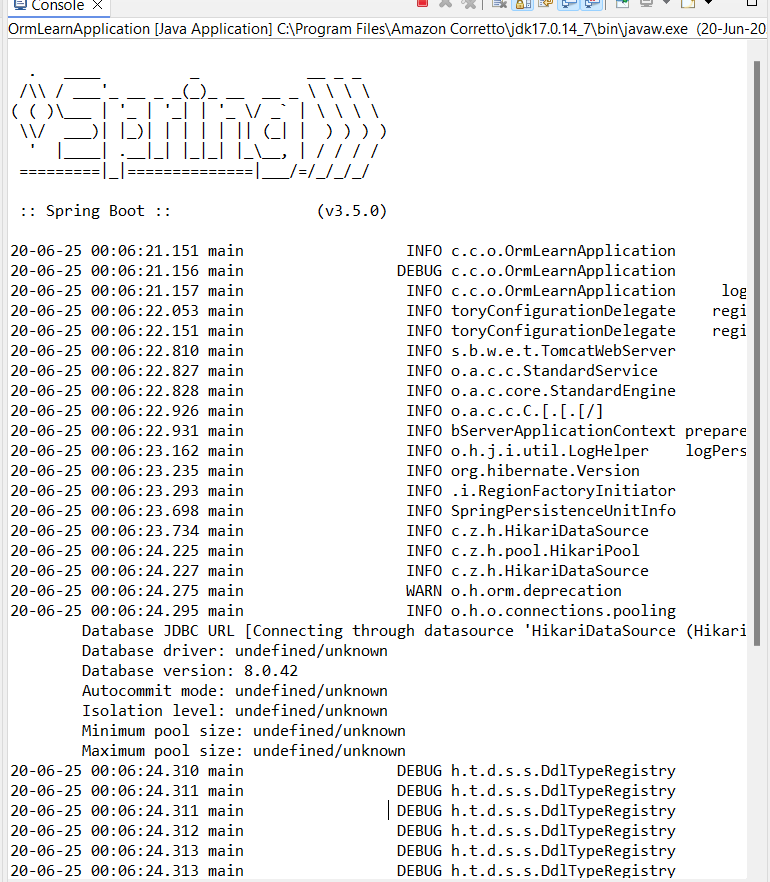 Console
OrmLearnApplication [Java Application] C:\Program Files\Amazon Corretto\jdk17.0.14_7\bin\javaw.exe (20-Jun-20
  .   ____          _            __ _ _
 /\\ / ___'_ __ _ _(_)_ __  __ _ \ \ \ \
( ( )\___ | '_ | '_| | '_ \/ _` | \ \ \ \
 \\/  ___)| |_)| | | | | || (_| |  ) ) ) )
  '  |____| .__|_| |_|_| |_\__, | / / / /
 =========|_|==============|___/=/_/_/_/
 :: Spring Boot ::                (v3.5.0)
20-06-25 00:06:21.151 main                  INFO c.c.o.OrmLearnApplication
20-06-25 00:06:21.156 main                 DEBUG c.c.o.OrmLearnApplication
20-06-25 00:06:21.157 main                  INFO c.c.o.OrmLearnApplication     log
20-06-25 00:06:22.053 main                  INFO toryConfigurationDelegate    regi
20-06-25 00:06:22.151 main                  INFO toryConfigurationDelegate    regi
20-06-25 00:06:22.810 main                  INFO s.b.w.e.t.TomcatWebServer
20-06-25 00:06:22.827 main                  INFO o.a.c.c.StandardService
20-06-25 00:06:22.828 main                  INFO o.a.c.core.StandardEngine
20-06-25 00:06:22.926 main                  INFO o.a.c.c.C.[.[.[/]
20-06-25 00:06:22.931 main                  INFO bServerApplicationContext prepare
20-06-25 00:06:23.162 main                  INFO o.h.j.i.util.LogHelper    logPers
20-06-25 00:06:23.235 main                  INFO org.hibernate.Version
20-06-25 00:06:23.293 main                  INFO .i.RegionFactoryInitiator
20-06-25 00:06:23.698 main                  INFO SpringPersistenceUnitInfo
20-06-25 00:06:23.734 main                  INFO c.z.h.HikariDataSource
20-06-25 00:06:24.225 main                  INFO c.z.h.pool.HikariPool
20-06-25 00:06:24.227 main                  INFO c.z.h.HikariDataSource
20-06-25 00:06:24.275 main                  WARN o.h.orm.deprecation
20-06-25 00:06:24.295 main                  INFO o.h.o.connections.pooling
        Database JDBC URL [Connecting through datasource 'HikariDataSource (Hikari
        Database driver: undefined/unknown
        Database version: 8.0.42
        Autocommit mode: undefined/unknown
        Isolation level: undefined/unknown
        Minimum pool size: undefined/unknown
        Maximum pool size: undefined/unknown
20-06-25 00:06:24.310 main                 DEBUG h.t.d.s.s.DdlTypeRegistry
20-06-25 00:06:24.311 main                 DEBUG h.t.d.s.s.DdlTypeRegistry
20-06-25 00:06:24.311 main                 DEBUG h.t.d.s.s.DdlTypeRegistry
20-06-25 00:06:24.312 main                 DEBUG h.t.d.s.s.DdlTypeRegistry
20-06-25 00:06:24.313 main                 DEBUG h.t.d.s.s.DdlTypeRegistry
20-06-25 00:06:24.313 main                 DEBUG h.t.d.s.s.DdlTypeRegistry